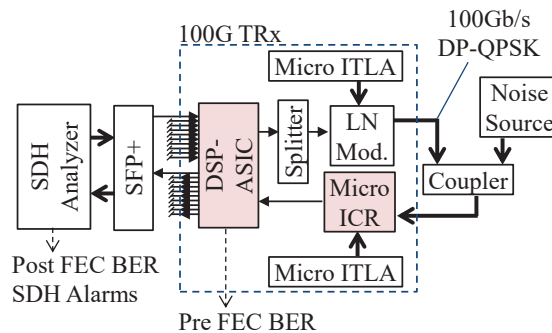 100Gb/s
DP-QPSK
100G TRx
Micro ITLA
Noise
Source
SDH
Analyzer
SFP+
DSP-
ASIC
Splitter
LN
Mod.
Coupler
Micro
ICR
Micro ITLA
Post FEC BER
SDH Alarms
Pre FEC BER